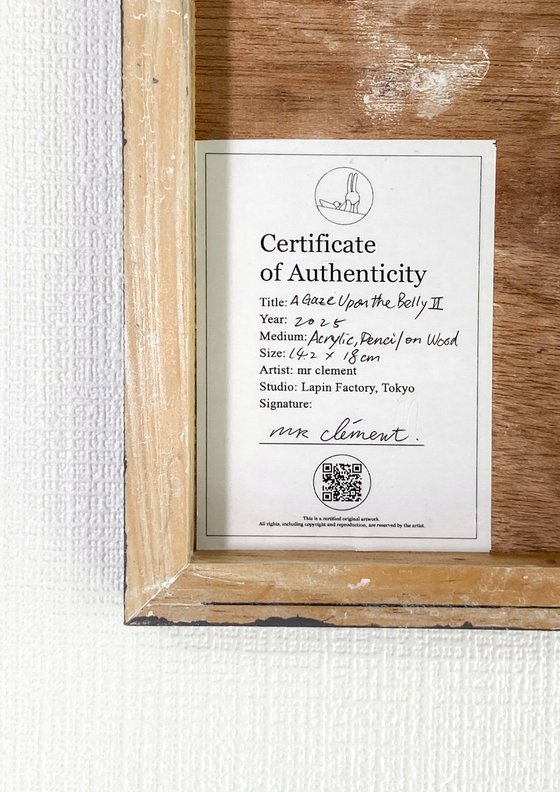 Certificate
of Authenticity
Title: A Gaze Upon the Belly II
Year: 2025
Medium: Acrylic, Pencil on Wood
Size: 14.2 x 18 cm
Artist: mr clement
Studio: Lapin Factory, Tokyo
Signature:
mr clément.
This is a certified original artwork.
All rights, including copyright and reproduction, are reserved by the artist.